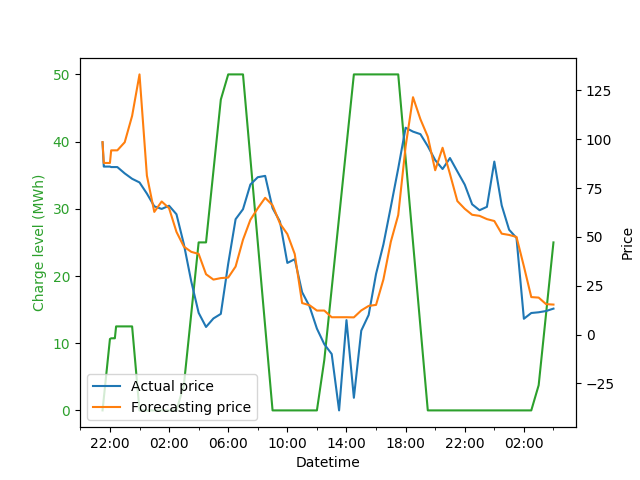 50
40
30
20
10
0
Charge level (MWh)
125
100
75
50
25
0
−25
Price
Actual price
Forecasting price
22:00 02:00 06:00 10:00 14:00 18:00 22:00 02:00
Datetime